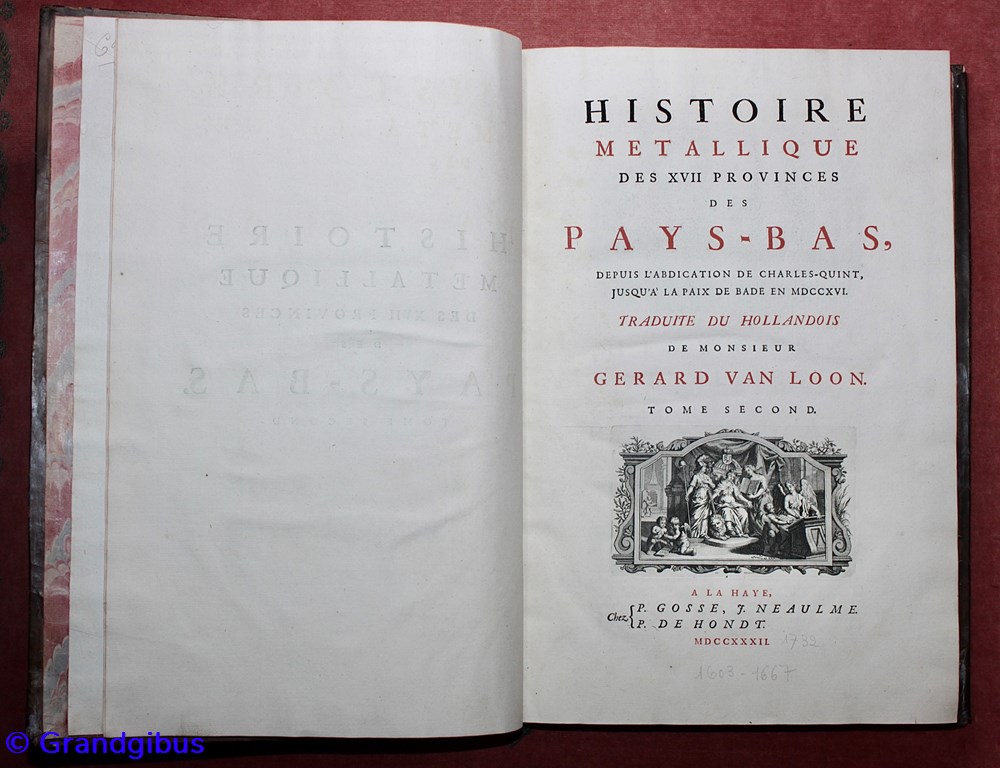 HISTOIRE
METALLIQUE
DES XVII PROVINCES
DES
PAYS-BAS,
DEPUIS L'ABDICATION DE CHARLES-QUINT,
JUSQU'A' LA PAIX DE BADE EN MDCCXVI.
TRADUITE DU HOLLANDOIS
DE MONSIEUR
GERARD VAN LOON.
TOME SECOND.
A LA HAYE,
Chez { P. GOSSE, J. NEAULME.
P. DE HONDT.
MDCCXXXII. 1732
1603-1667
© Grandgibus